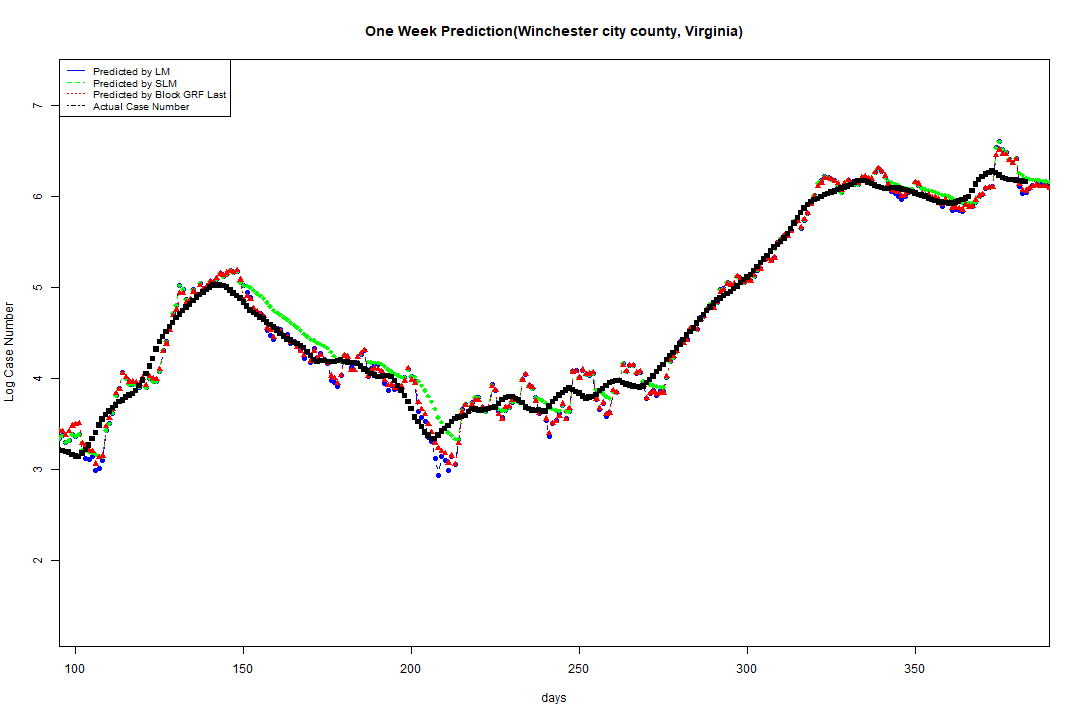 One Week Prediction(Winchester city county, Virginia)
Predicted by LM
Predicted by SLM
Predicted by Block GRF Last
Actual Case Number
7
6
5
4
3
2
Log Case Number
100 150 200 250 300 350
days